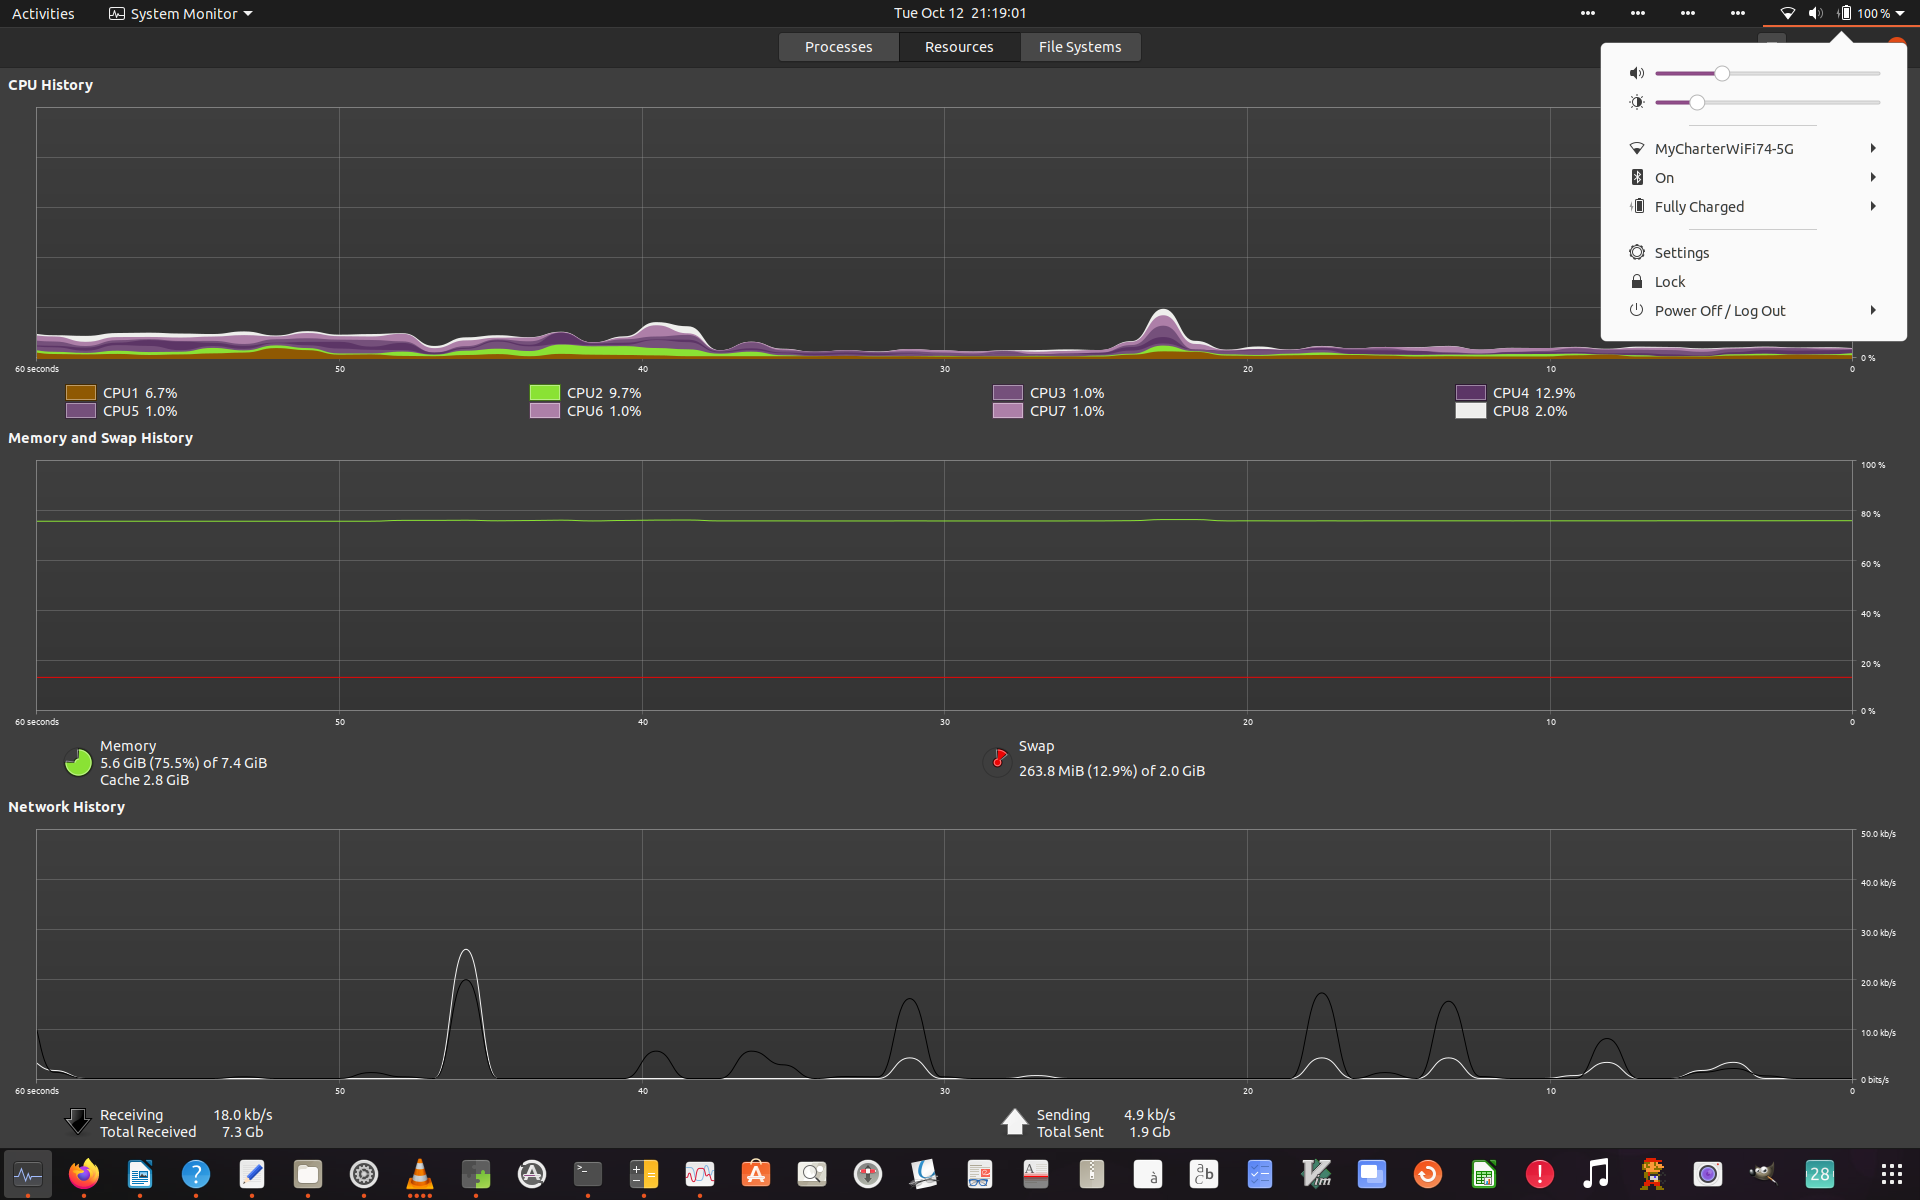 Activities System Monitor Tue Oct 12 21:19:01 100 %
Processes Resources File Systems
CPU History
MyCharterWiFi74-5G
On
Fully Charged
Settings
Lock
Power Off / Log Out
0 %
60 seconds 50 40 30 20 10 0
CPU1 6.7% CPU2 9.7% CPU3 1.0% CPU4 12.9%
CPU5 1.0% CPU6 1.0% CPU7 1.0% CPU8 2.0%
Memory and Swap History
100 %
80 %
60 %
40 %
20 %
0 %
60 seconds 50 40 30 20 10 0
Memory
5.6 GiB (75.5%) of 7.4 GiB
Cache 2.8 GiB
Swap
263.8 MiB (12.9%) of 2.0 GiB
Network History
50.0 kb/s
40.0 kb/s
30.0 kb/s
20.0 kb/s
10.0 kb/s
0 bits/s
60 seconds 50 40 30 20 10 0
Receiving 18.0 kb/s
Total Received 7.3 Gb
Sending 4.9 kb/s
Total Sent 1.9 Gb
? >_ A à ab c Vim ! 28